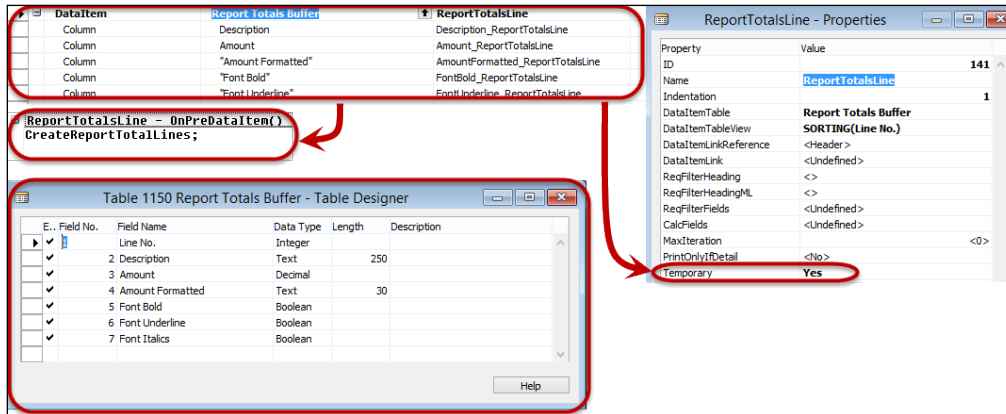 DataItem Report Totals Buffer ReportTotalsLine
Column Description Description_ReportTotalsLine
Column Amount Amount_ReportTotalsLine
Column "Amount Formatted" AmountFormatted_ReportTotalsLine
Column "Font Bold" FontBold_ReportTotalsLine
Column "Font Underline" FontUnderline_ReportTotalsLine
ReportTotalsLine - OnPreDataItem()
CreateReportTotalLines;
Table 1150 Report Totals Buffer - Table Designer
E.. Field No. Field Name Data Type Length Description
1 Line No. Integer
2 Description Text 250
3 Amount Decimal
4 Amount Formatted Text 30
5 Font Bold Boolean
6 Font Underline Boolean
7 Font Italics Boolean
Help
ReportTotalsLine - Properties
Property Value
ID 141
Name ReportTotalsLine
Indentation 1
DataItemTable Report Totals Buffer
DataItemTableView SORTING(Line No.)
DataItemLinkReference <Header>
DataItemLink <Undefined>
ReqFilterHeading <>
ReqFilterHeadingML <>
ReqFilterFields <Undefined>
CalcFields <Undefined>
MaxIteration <0>
PrintOnlyIfDetail <No>
Temporary Yes